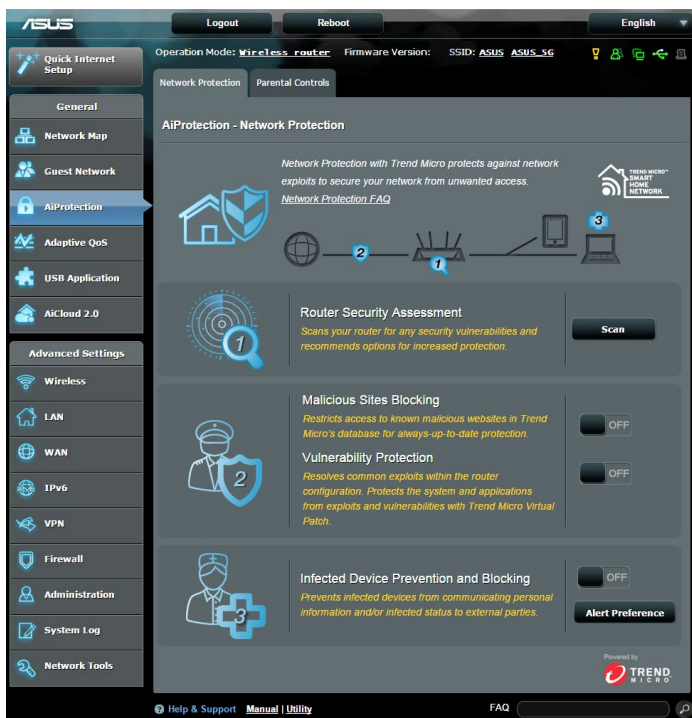 ASUS
Logout
Reboot
English
Quick Internet
Setup
Operation Mode: Wireless router Firmware Version: SSID: ASUS ASUS_5G
Network Protection
Parental Controls
General
Network Map
Guest Network
AiProtection
Adaptive QoS
USB Application
AiCloud 2.0
Advanced Settings
Wireless
LAN
WAN
IPv6
VPN
Firewall
Administration
System Log
Network Tools
AiProtection - Network Protection
Network Protection with Trend Micro protects against network
exploits to secure your network from unwanted access.
Network Protection FAQ
TREND MICRO™
SMART
HOME
NETWORK
2
1
3
1
Router Security Assessment
Scans your router for any security vulnerabilities and
recommends options for increased protection.
Scan
2
Malicious Sites Blocking
Restricts access to known malicious websites in Trend
Micro's database for always-up-to-date protection.
OFF
Vulnerability Protection
Resolves common exploits within the router
configuration. Protects the system and applications
from exploits and vulnerabilities with Trend Micro Virtual
Patch.
OFF
3
Infected Device Prevention and Blocking
Prevents infected devices from communicating personal
information and/or infected status to external parties.
OFF
Alert Preference
Powered by
TREND
MICRO
Help & Support Manual | Utility
FAQ